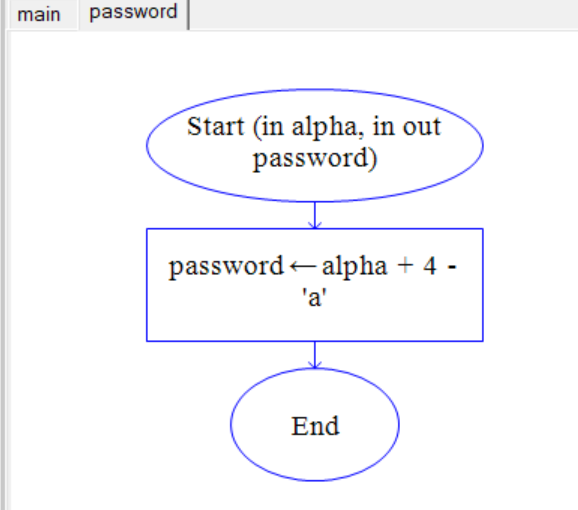 main password
Start (in alpha, in out
password)
password←alpha + 4 -
'a'
End